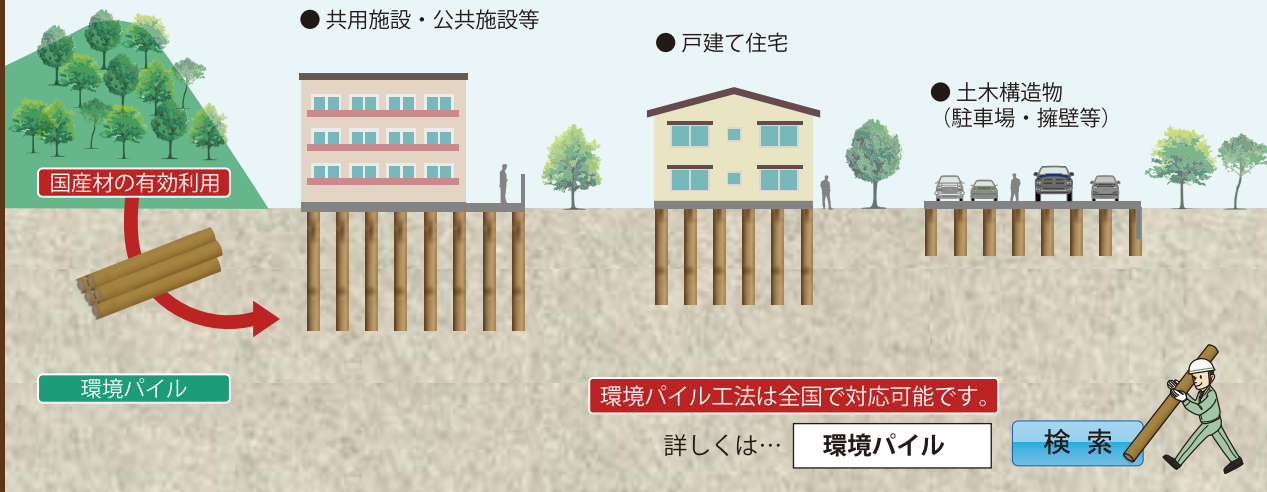 ● 共用施設・公共施設等
● 戸建て住宅
● 土木構造物
（駐車場・擁壁等）
国産材の有効利用
環境パイル
環境パイル工法は全国で対応可能です。
詳しくは… 環境パイル 検 索